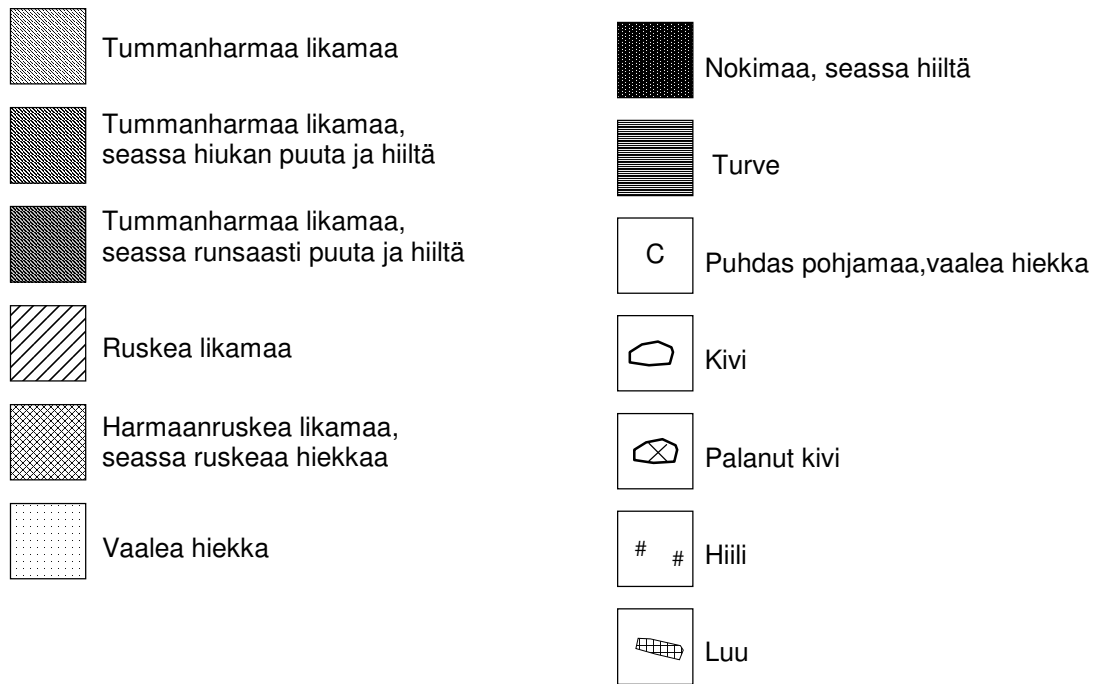 Tummanharmaa likamaa
Tummanharmaa likamaa,
seassa hiukan puuta ja hiiltä
Tummanharmaa likamaa,
seassa runsaasti puuta ja hiiltä
Ruskea likamaa
Harmaanruskea likamaa,
seassa ruskeaa hiekkaa
Vaalea hiekka
Nokimaa, seassa hiiltä
Turve
C
Puhdas pohjamaa,vaalea hiekka
Kivi
Palanut kivi
# #
Hiili
Luu